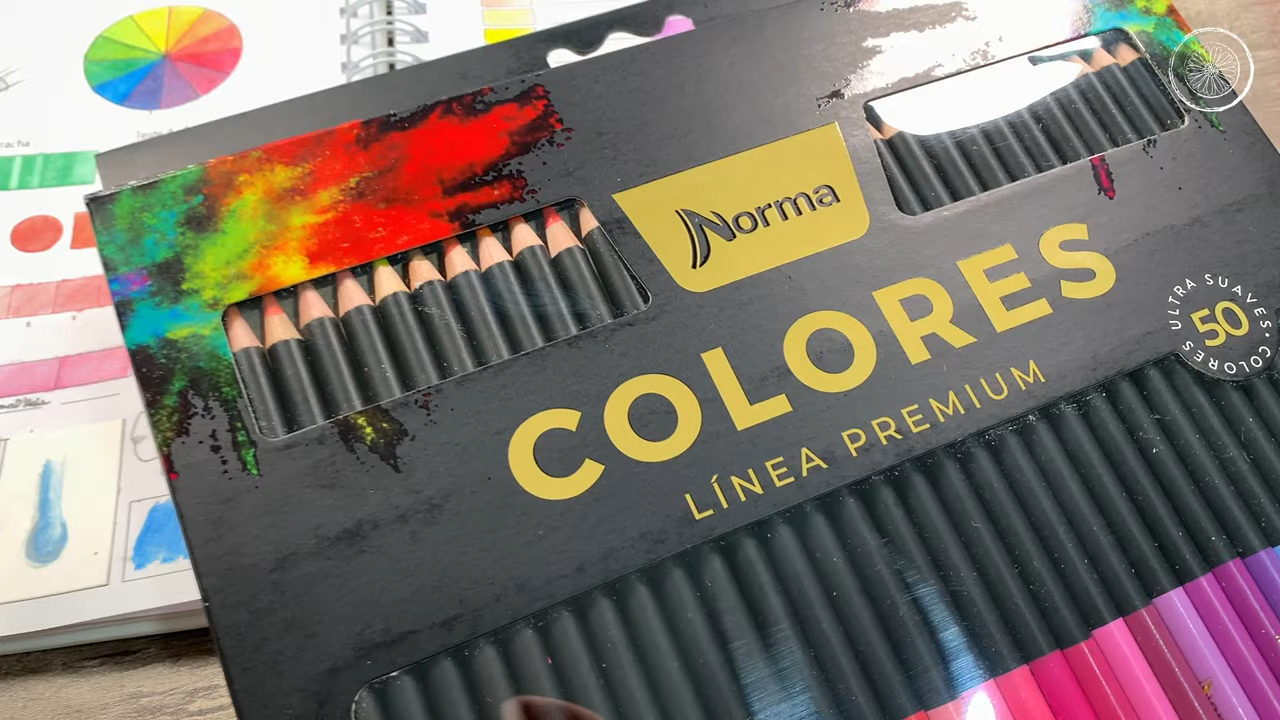 Norma
COLORES
LÍNEA PREMIUM
ULTRA SUAVES
50
COLORES